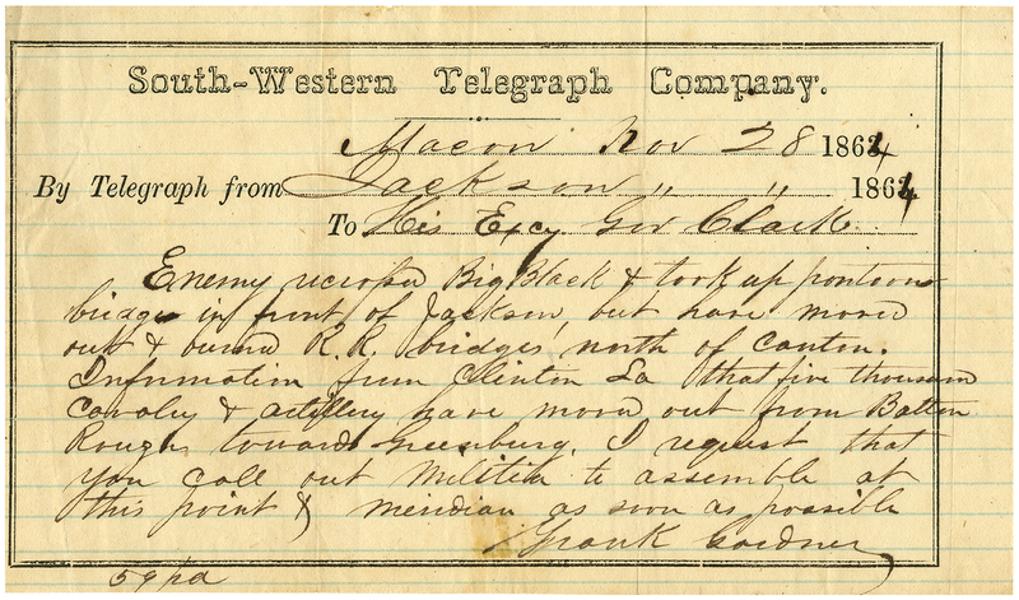 South-Western Telegraph Company.
Macon Nov 28 1864
By Telegraph from Jackson " " 1864
To His Excy Gov Clark
Enemy recrossed Big Black & took up pontoon
bridge in front of Jackson, but have moved
out & burned R.R. bridges north of Canton.
Information from Clinton La that five thousand
Cavalry & artillery have moved out from Batton
Rouge towards Greensburg. I request that
you call out Militia to assemble at
this point & meridian as soon as possible
Frank Gardner
59 pd